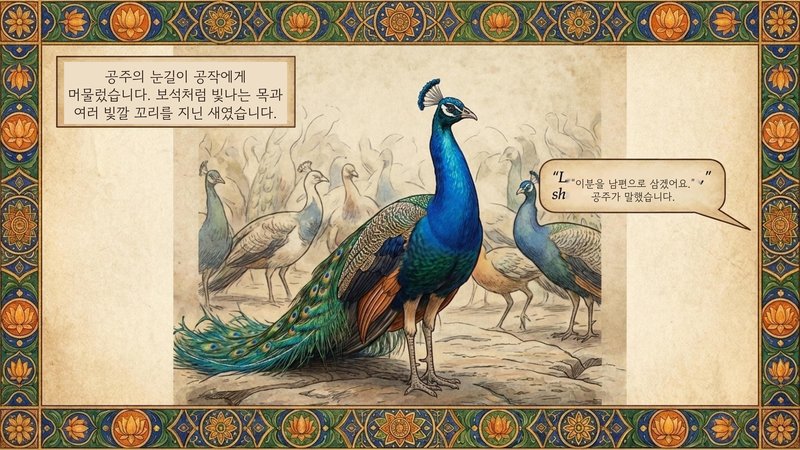 공주의 눈길이 공작에게
머물렀습니다. 보석처럼 빛나는 목과
여러 빛깔 꼬리를 지닌 새였습니다.
“L “이분을 남편으로 삼겠어요.” ”
sh 공주가 말했습니다.